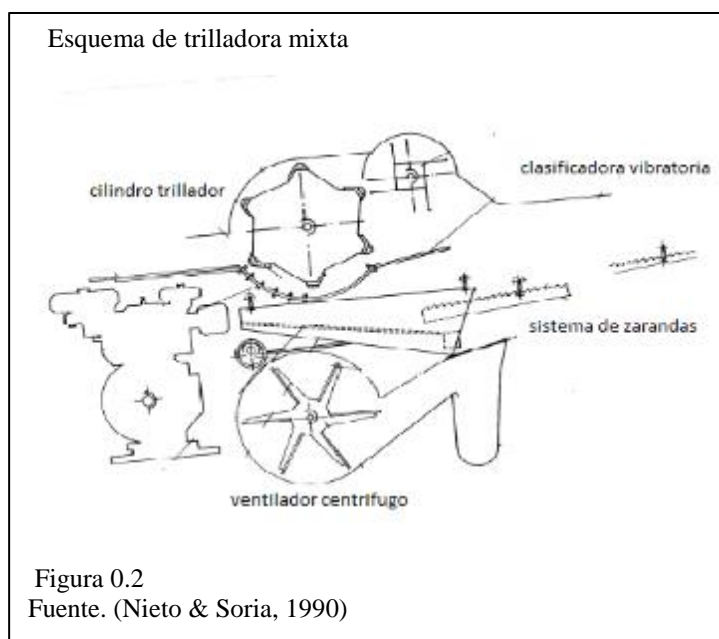 Esquema de trilladora mixta
cilindro trillador
clasificadora vibratoria
sistema de zarandas
ventilador centrifugo
Figura 0.2
Fuente. (Nieto & Soria, 1990)